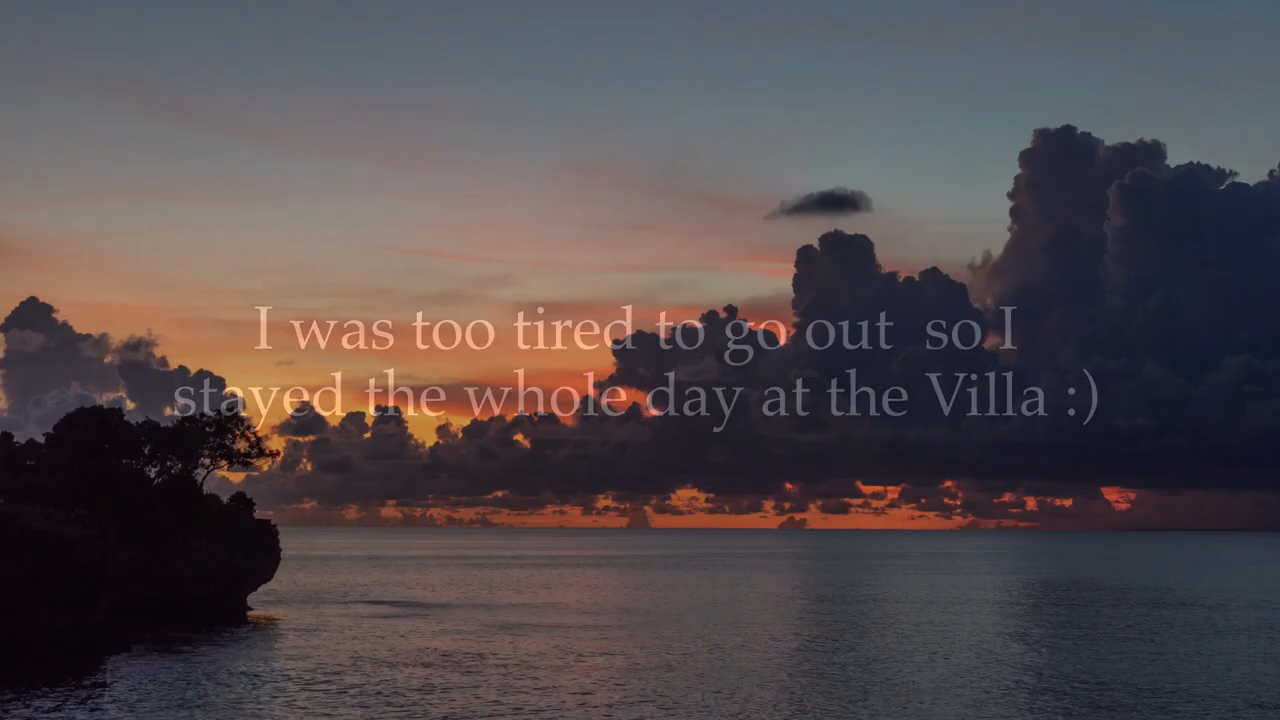 I was too tired to go out  so I
stayed the whole day at the Villa :)